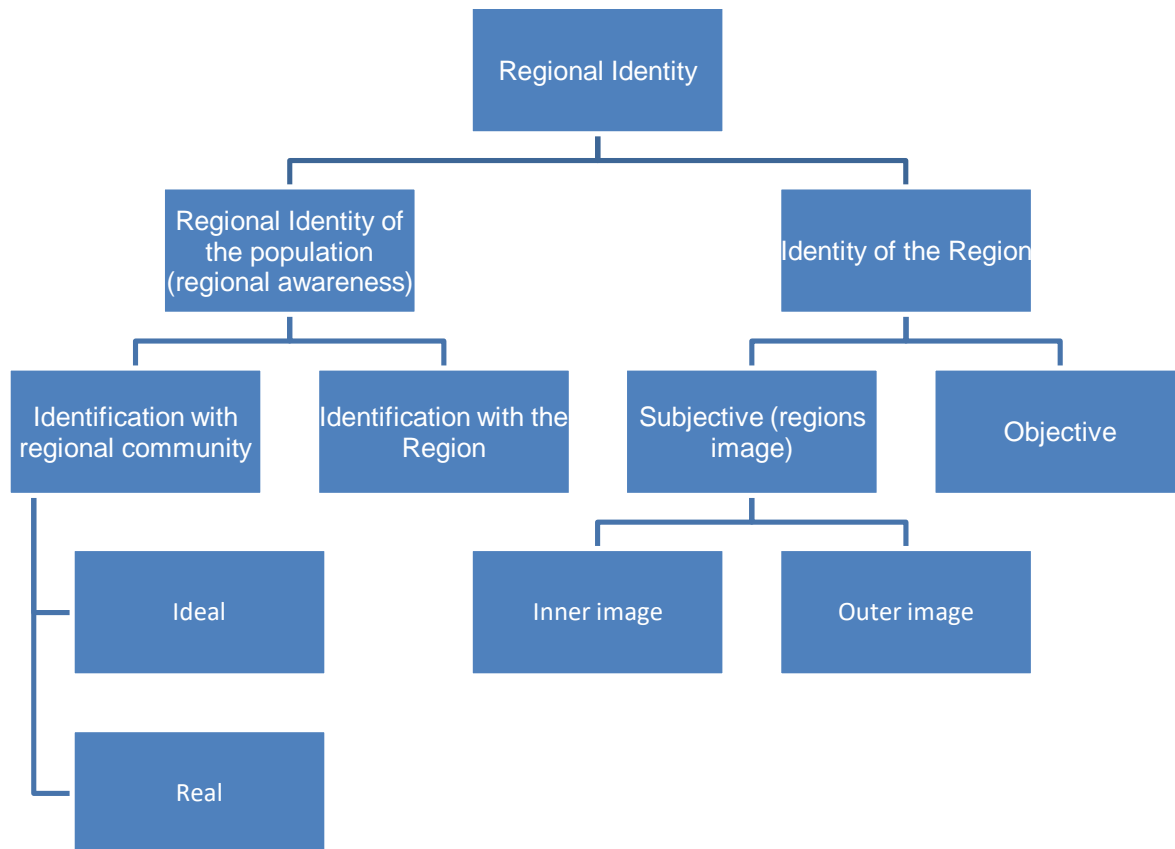 Regional Identity
Regional Identity of
the population
(regional awareness)
Identity of the Region
Identification with
regional community
Identification with the
Region
Subjective (regions
image)
Objective
Ideal
Inner image
Outer image
Real